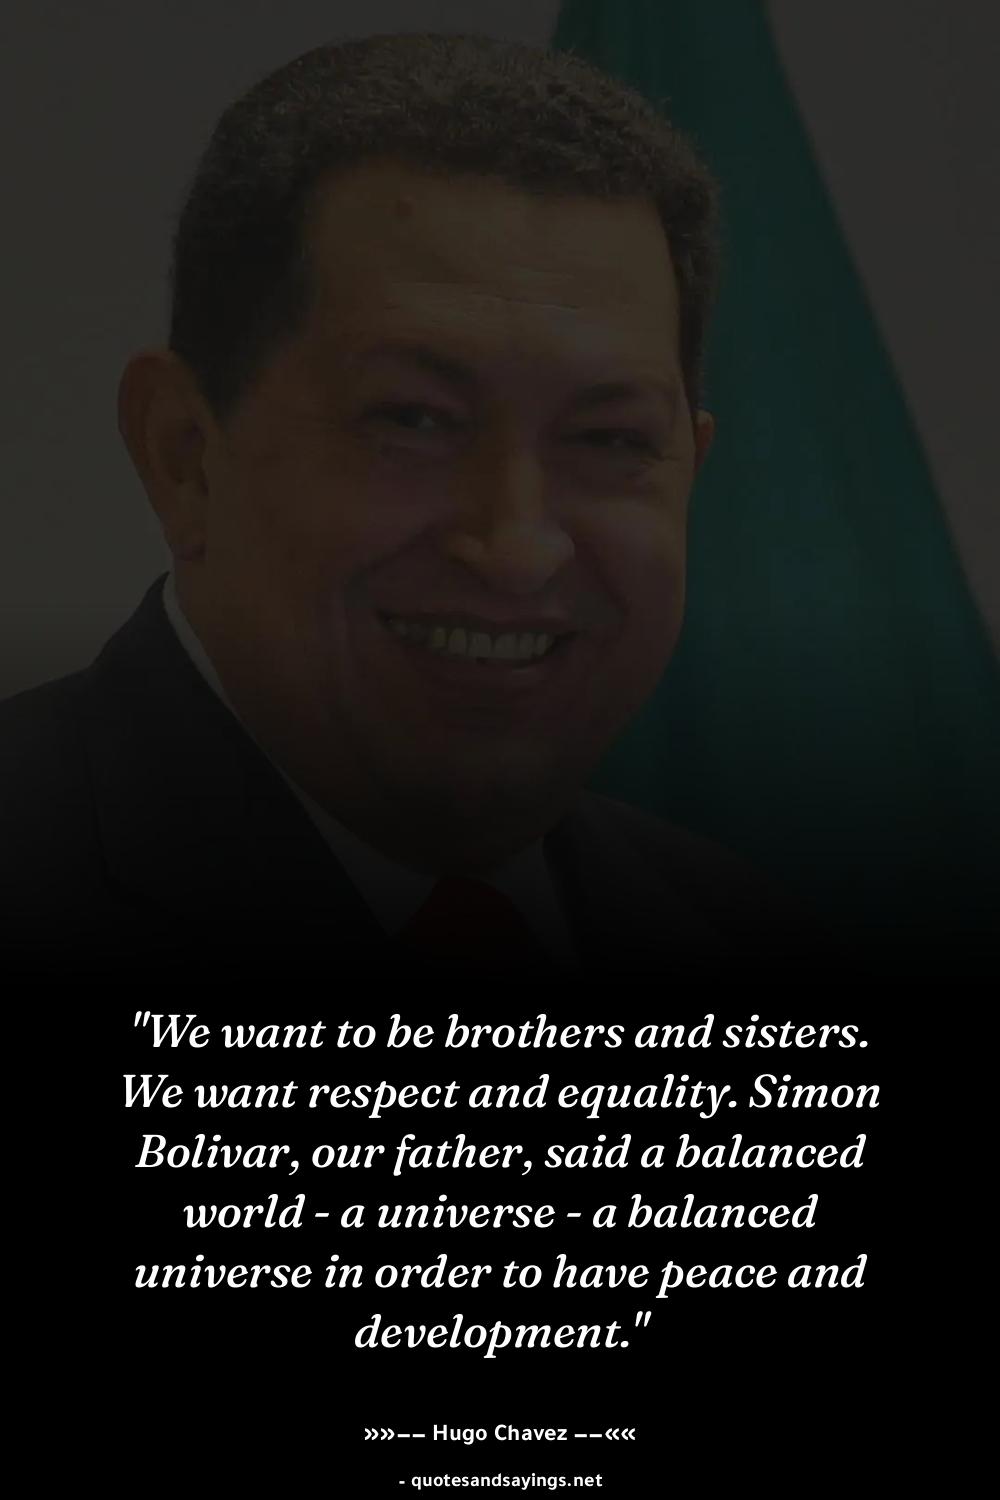 "We want to be brothers and sisters.
We want respect and equality. Simon
Bolivar, our father, said a balanced
world - a universe - a balanced
universe in order to have peace and
development."
»»−− Hugo Chavez −−««
- quotesandsayings.net